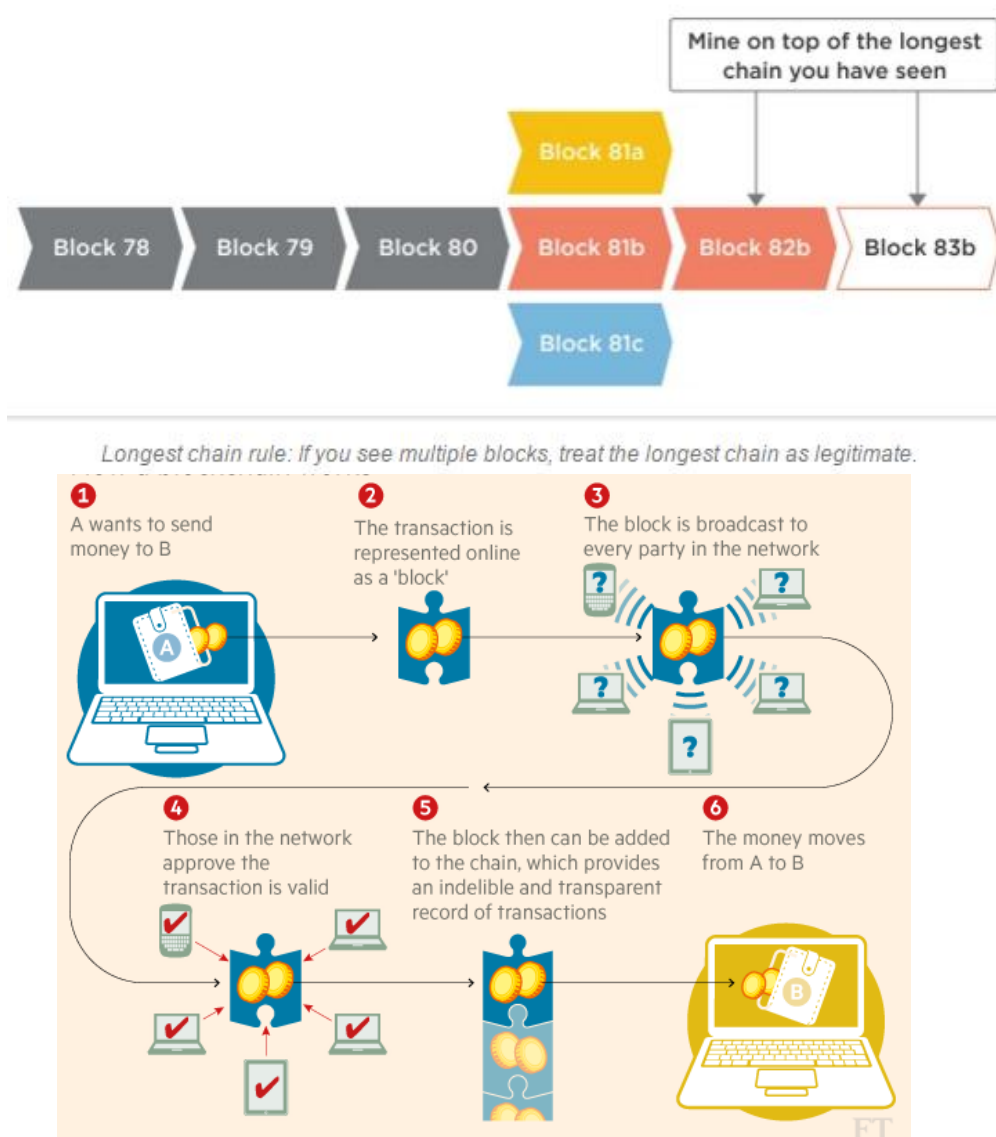 Mine on top of the longest
chain you have seen
Block 81a
Block 78
Block 79
Block 80
Block 81b
Block 82b
Block 83b
Block 81c
Longest chain rule: If you see multiple blocks, treat the longest chain as legitimate.
1
A wants to send
money to B
2
The transaction is
represented online
as a 'block'
3
The block is broadcast to
every party in the network
A
?
?
?
?
?
4
Those in the network
approve the
transaction is valid
5
The block then can be added
to the chain, which provides
an indelible and transparent
record of transactions
6
The money moves
from A to B
B
FT